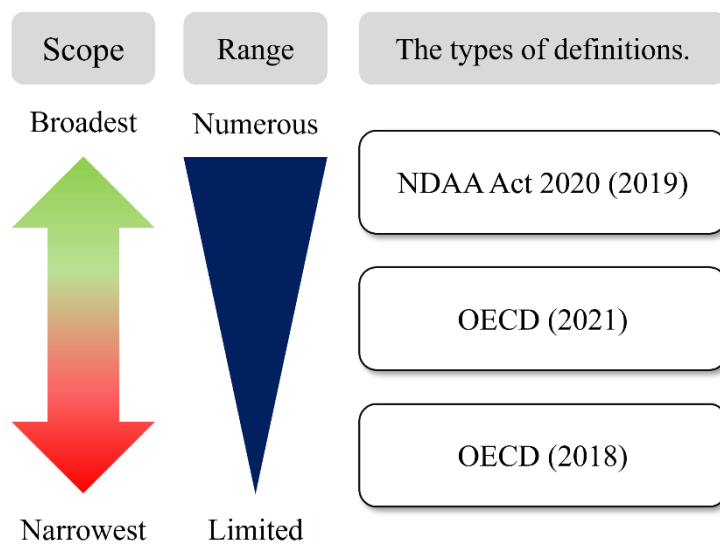 Scope
Range
The types of definitions.
Broadest
Numerous
NDAA Act 2020 (2019)
OECD (2021)
OECD (2018)
Narrowest
Limited